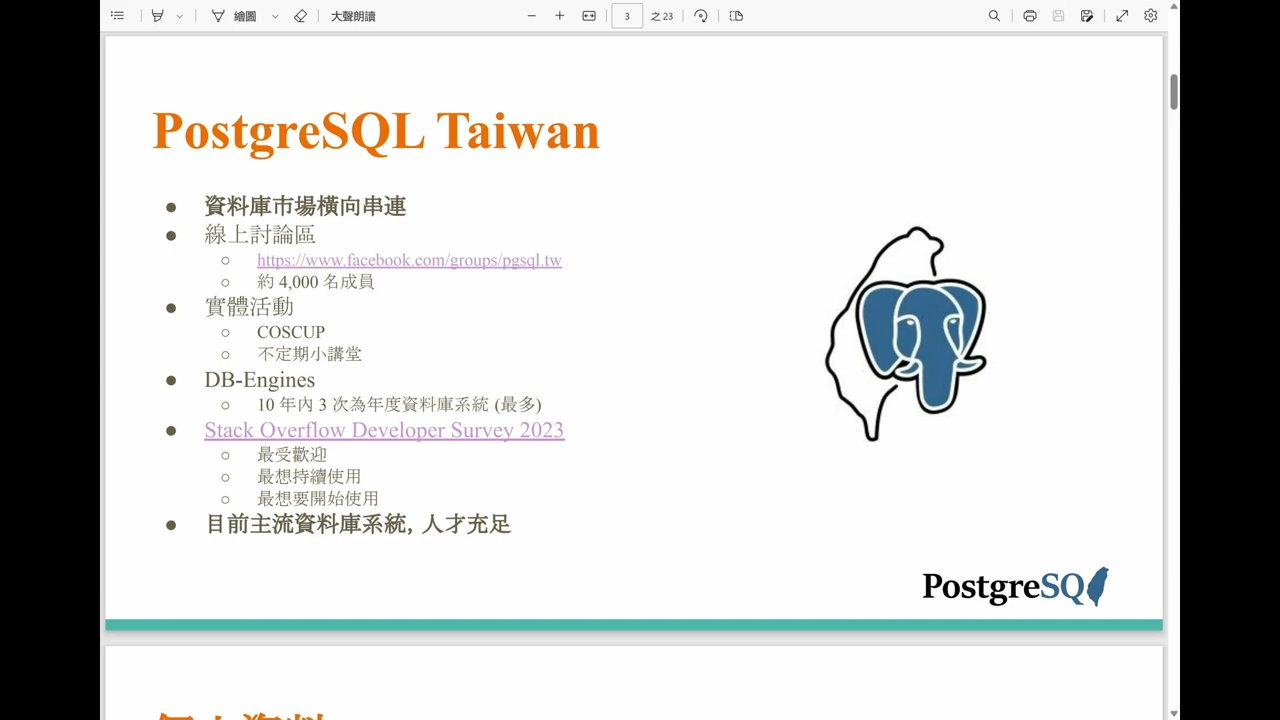 繪圖
大聲朗讀
3
之 23
PostgreSQL Taiwan
資料庫市場橫向串連
線上討論區
https://www.facebook.com/groups/pgsql.tw
約 4,000 名成員
實體活動
COSCUP
不定期小講堂
DB-Engines
10 年內 3 次為年度資料庫系統 (最多)
Stack Overflow Developer Survey 2023
最受歡迎
最想持續使用
最想要開始使用
目前主流資料庫系統, 人才充足
PostgreSQ